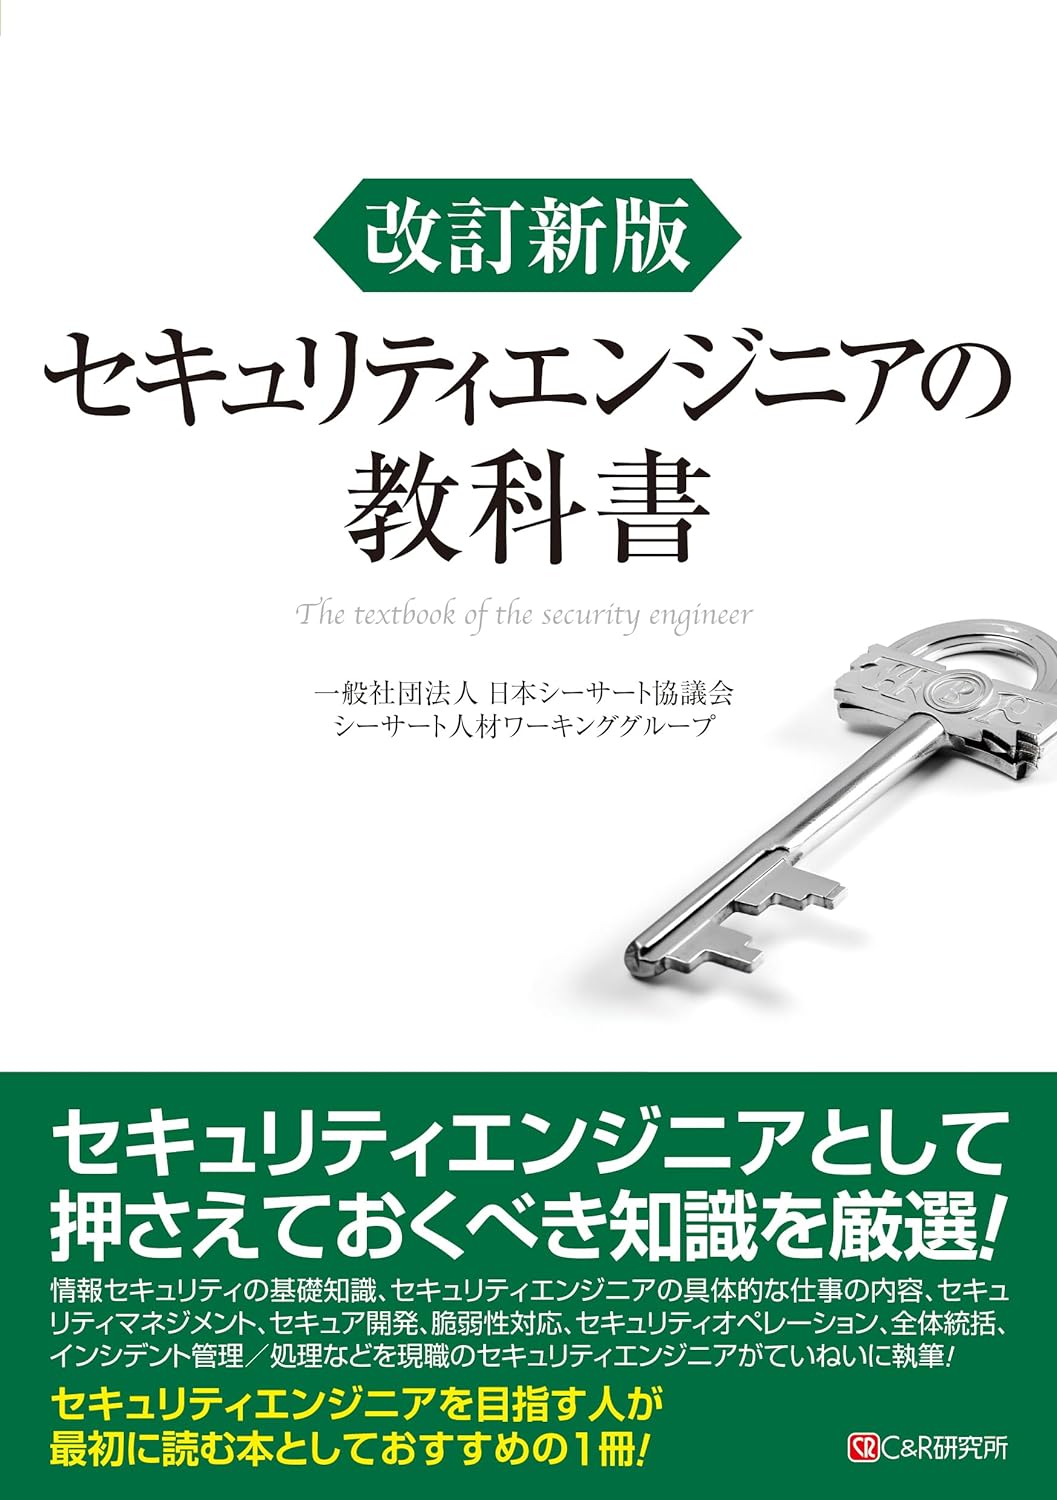 改訂新版
セキュリティエンジニアの
教科書
The textbook of the security engineer
一般社団法人 日本シーサート協議会
シーサート人材ワーキンググループ
セキュリティエンジニアとして
押さえておくべき知識を厳選!
情報セキュリティの基礎知識、セキュリティエンジニアの具体的な仕事の内容、セキュ
リティマネジメント、セキュア開発、脆弱性対応、セキュリティオペレーション、全体統括、
インシデント管理/処理などを現職のセキュリティエンジニアがていねいに執筆!
セキュリティエンジニアを目指す人が
最初に読む本としておすすめの1冊!
CR C&R研究所